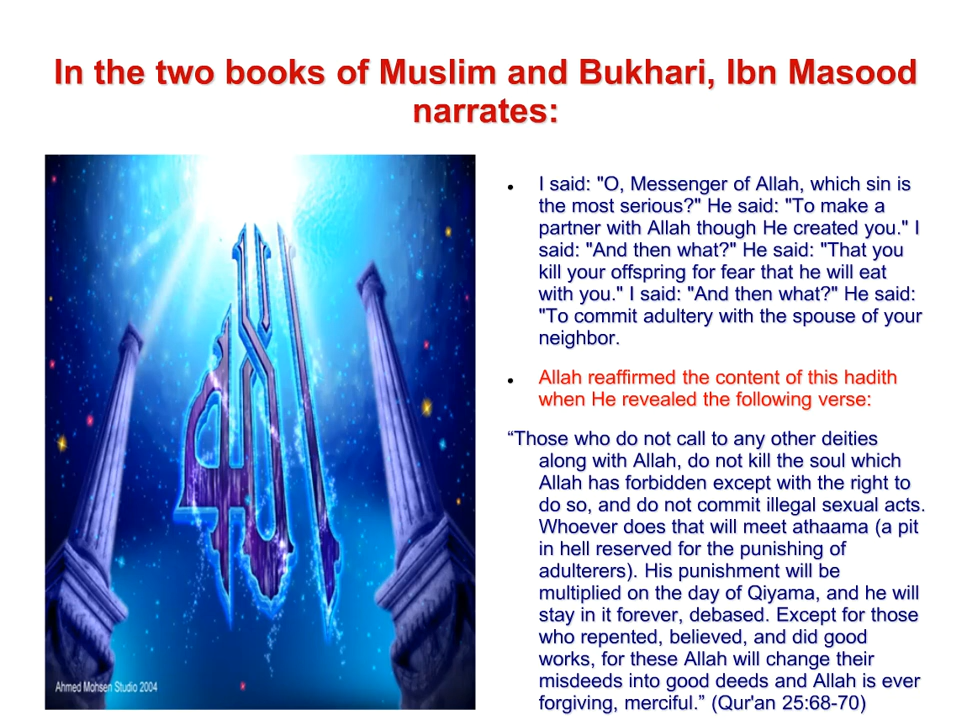 In the two books of Muslim and Bukhari, Ibn Masood
narrates:
الله
Ahmed Mohsen Studio 2004
• I said: "O, Messenger of Allah, which sin is
the most serious?" He said: "To make a
partner with Allah though He created you." I
said: "And then what?" He said: "That you
kill your offspring for fear that he will eat
with you." I said: "And then what?" He said:
"To commit adultery with the spouse of your
neighbor.
• Allah reaffirmed the content of this hadith
when He revealed the following verse:
“Those who do not call to any other deities
along with Allah, do not kill the soul which
Allah has forbidden except with the right to
do so, and do not commit illegal sexual acts.
Whoever does that will meet athaama (a pit
in hell reserved for the punishing of
adulterers). His punishment will be
multiplied on the day of Qiyama, and he will
stay in it forever, debased. Except for those
who repented, believed, and did good
works, for these Allah will change their
misdeeds into good deeds and Allah is ever
forgiving, merciful.” (Qur'an 25:68-70)